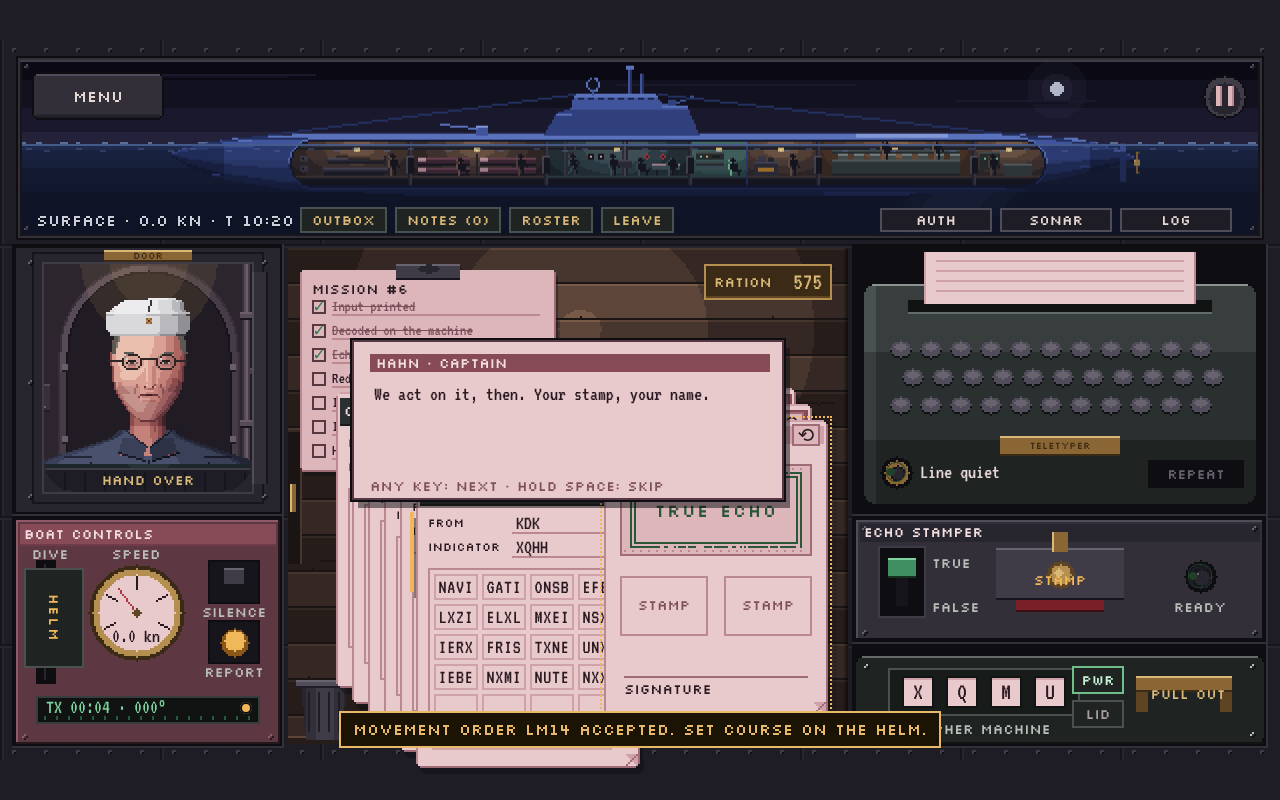 MENU
SURFACE · 0.0 KN · T 10:20
OUTBOX
NOTES (0)
ROSTER
LEAVE
AUTH
SONAR
LOG
DOOR
HAND OVER
MISSION #6
Input printed
Decoded on the machine
RATION 575
HAHN · CAPTAIN
We act on it, then. Your stamp, your name.
ANY KEY: NEXT · HOLD SPACE: SKIP
TRUE ECHO
FROM KDK
INDICATOR XQHH
NAVI GATI ONSB
LXZI ELXL MXEI
IERX FRIS TXNE
IEBE NXMI NUTE
STAMP STAMP
SIGNATURE
TELETYPER
Line quiet
REPEAT
BOAT CONTROLS
DIVE SPEED
HELM
0.0 kn
SILENCE
REPORT
TX 00:04 · 000°
ECHO STAMPER
TRUE
FALSE
STAMP
READY
X Q M U
PWR
LID
PULL OUT
MACHINE
MOVEMENT ORDER LM14 ACCEPTED. SET COURSE ON THE HELM.